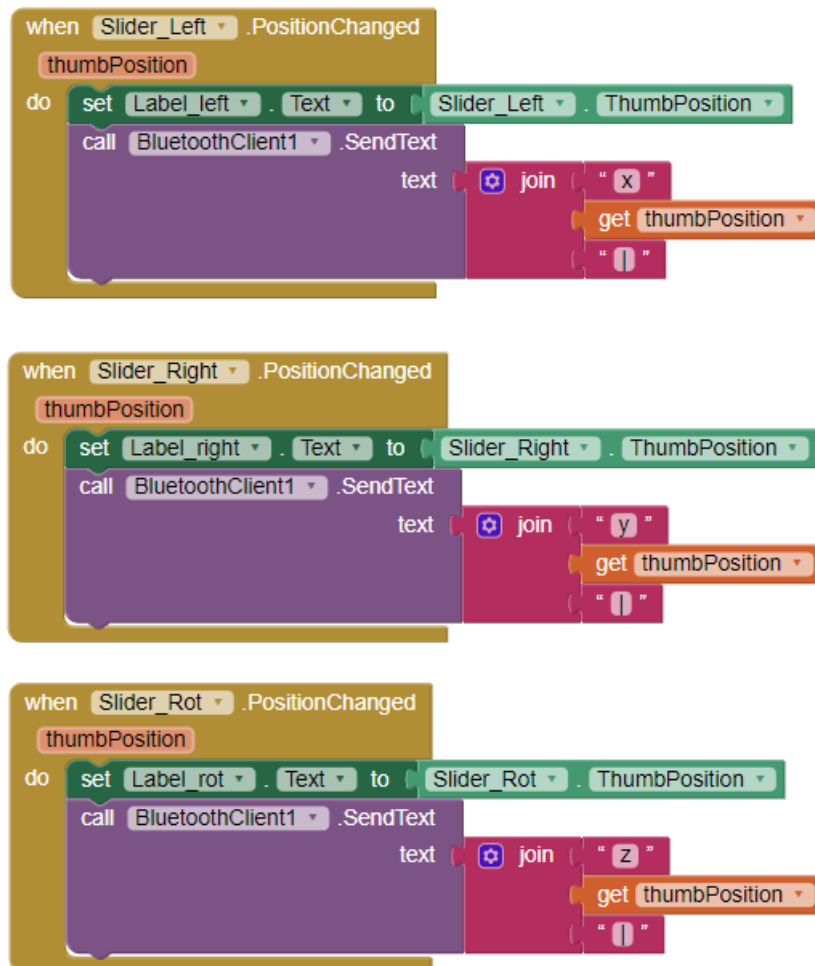 when Slider_Left .PositionChanged
thumbPosition
do set Label_left . Text to Slider_Left . ThumbPosition
call BluetoothClient1 .SendText
text join “ x ”
get thumbPosition
“ | ”
when Slider_Right .PositionChanged
thumbPosition
do set Label_right . Text to Slider_Right . ThumbPosition
call BluetoothClient1 .SendText
text join “ y ”
get thumbPosition
“ | ”
when Slider_Rot .PositionChanged
thumbPosition
do set Label_rot . Text to Slider_Rot . ThumbPosition
call BluetoothClient1 .SendText
text join “ z ”
get thumbPosition
“ | ”